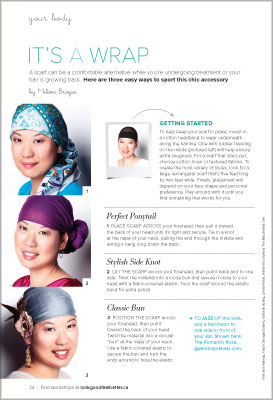 your body
IT'S A WRAP
A scarf can be a comfortable alternative while you're undergoing treatment or your
hair is growing back. Here are three easy ways to sport this chic accessory.
by Melissa
GETTING STARTED
To help keep your scarf in place, invest in
a cotton headband to wear underneath
along the hairline. One with rubber tracking
on the inside (pictured left) will help ensure
extra snugness. For a scarf that stays put,
choose cotton, linen or textured fabrics. To
create the most variety of styles, look for a
large rectangular scarf that's five feet long
by two feet wide. Finally, placement will
depend on your face shape and personal
preference. Play around with it until you
find something that works for you.
1
Perfect Ponytail
1 PLACE SCARF ACROSS your forehead, then pull it toward
the back of your head until it's tight and secure. Tie in a knot
at the nape of your neck, pulling the end through the middle and
letting it hang long down the back.
2
Stylish Side Knot
2 LAY THE SCARF across your forehead, then pull it back and to one
side. Twist the material into a loose bun and secure it close to your
head with a fabric-covered elastic. Tuck the scarf around the elastic
band for extra polish.
3
Classic Bun
3 POSITION THE SCARF across
your forehead, then pull it
toward the back of your head.
Twist the material into a circular
"bun" at the nape of your neck.
Use a fabric-covered elastic to
secure the bun and tuck the
ends around to hide the elastic.
TO JAZZ UP this look,
add a fascinator to
one side in front of
your ear. Shown here:
The Romantic Rose,
24 | Find workshops at lookgoodfeelbetter.ca